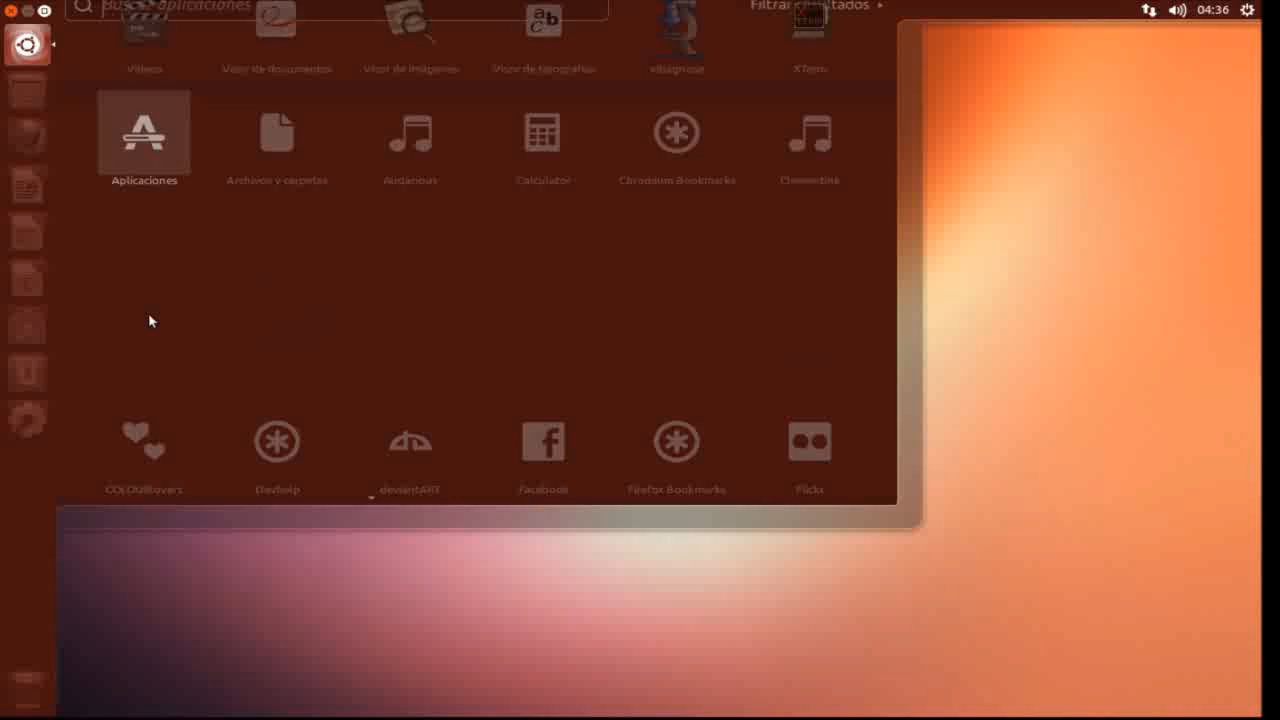 Buscar aplicaciones
Filtrar resultados
04:36
Vídeos
Visor de documentos
Visor de imágenes
Visor de tipografías
xdiagnose
XTerm
Aplicaciones
Archivos y carpetas
Audacious
Calculator
Chromium Bookmarks
Clementine
COLOURlovers
Devhelp
deviantART
Facebook
Firefox Bookmarks
Flickr